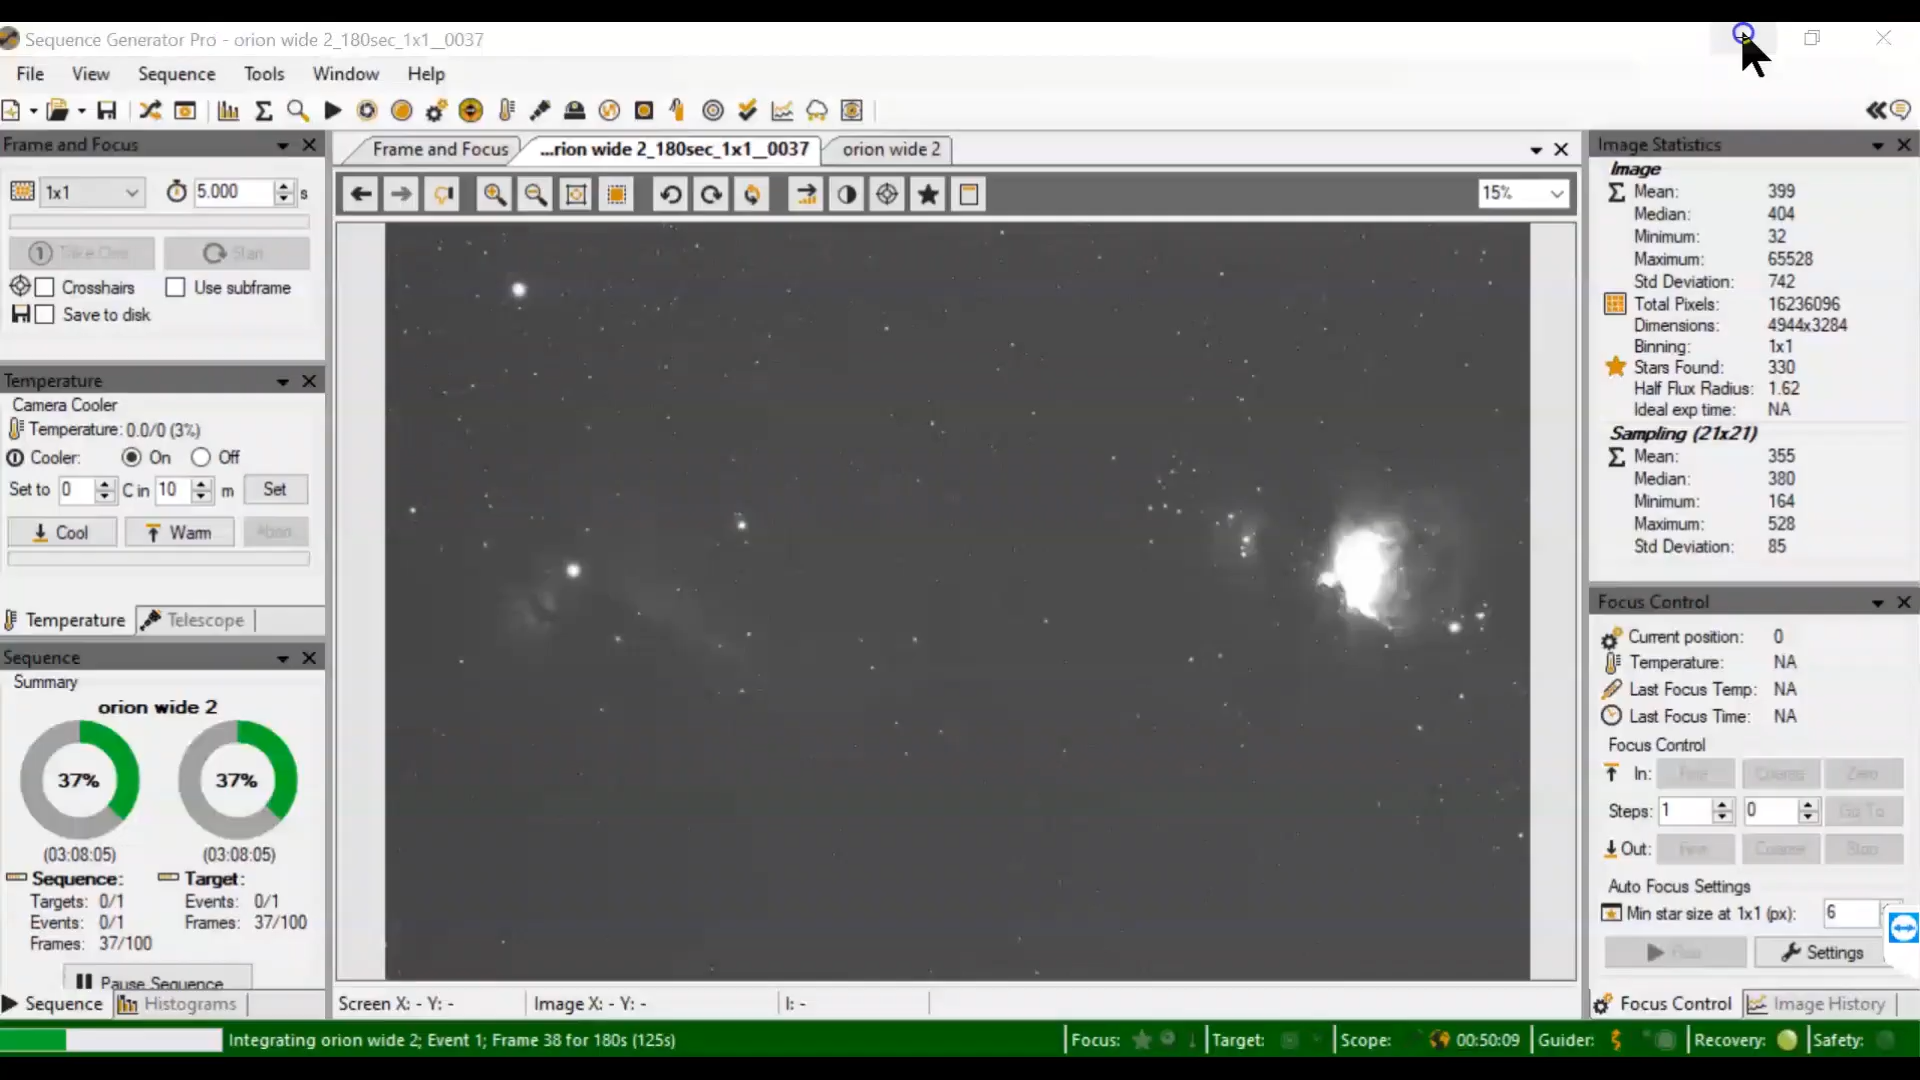 Sequence Generator Pro - orion wide 2_180sec_1x1__0037
File View Sequence Tools Window Help
Frame and Focus
1x1 5.000 s
Crosshairs Use subframe
Save to disk
Temperature
Camera Cooler
Temperature: 0.0/0 (3%)
Cooler: On Off
Set to 0 C in 10 m Set
Cool Warm
Temperature Telescope
Sequence
Summary
orion wide 2
37% 37%
(03:08:05) (03:08:05)
Sequence: Target:
Targets: 0/1 Events: 0/1
Events: 0/1 Frames: 37/100
Frames: 37/100
Pause Sequence
Sequence Histograms
Frame and Focus ...rion wide 2_180sec_1x1__0037 orion wide 2
15%
Screen X: - Y: - Image X: - Y: - I: -
Image Statistics
Image
Mean: 399
Median: 404
Minimum: 32
Maximum: 65528
Std Deviation: 742
Total Pixels: 16236096
Dimensions: 4944x3284
Binning: 1x1
Stars Found: 330
Half Flux Radius: 1.62
Ideal exp time: NA
Sampling (21x21)
Mean: 355
Median: 380
Minimum: 164
Maximum: 528
Std Deviation: 85
Focus Control
Current position: 0
Temperature: NA
Last Focus Temp: NA
Last Focus Time: NA
Focus Control
In: Fine Coarse Zero
Steps: 1 0 Go To
Out: Fine Coarse Stop
Auto Focus Settings
Min star size at 1x1 (px): 6
Settings
Focus Control Image History
Integrating orion wide 2; Event 1; Frame 38 for 180s (125s) Focus: Target: Scope: 00:50:09 Guider: Recovery: Safety: